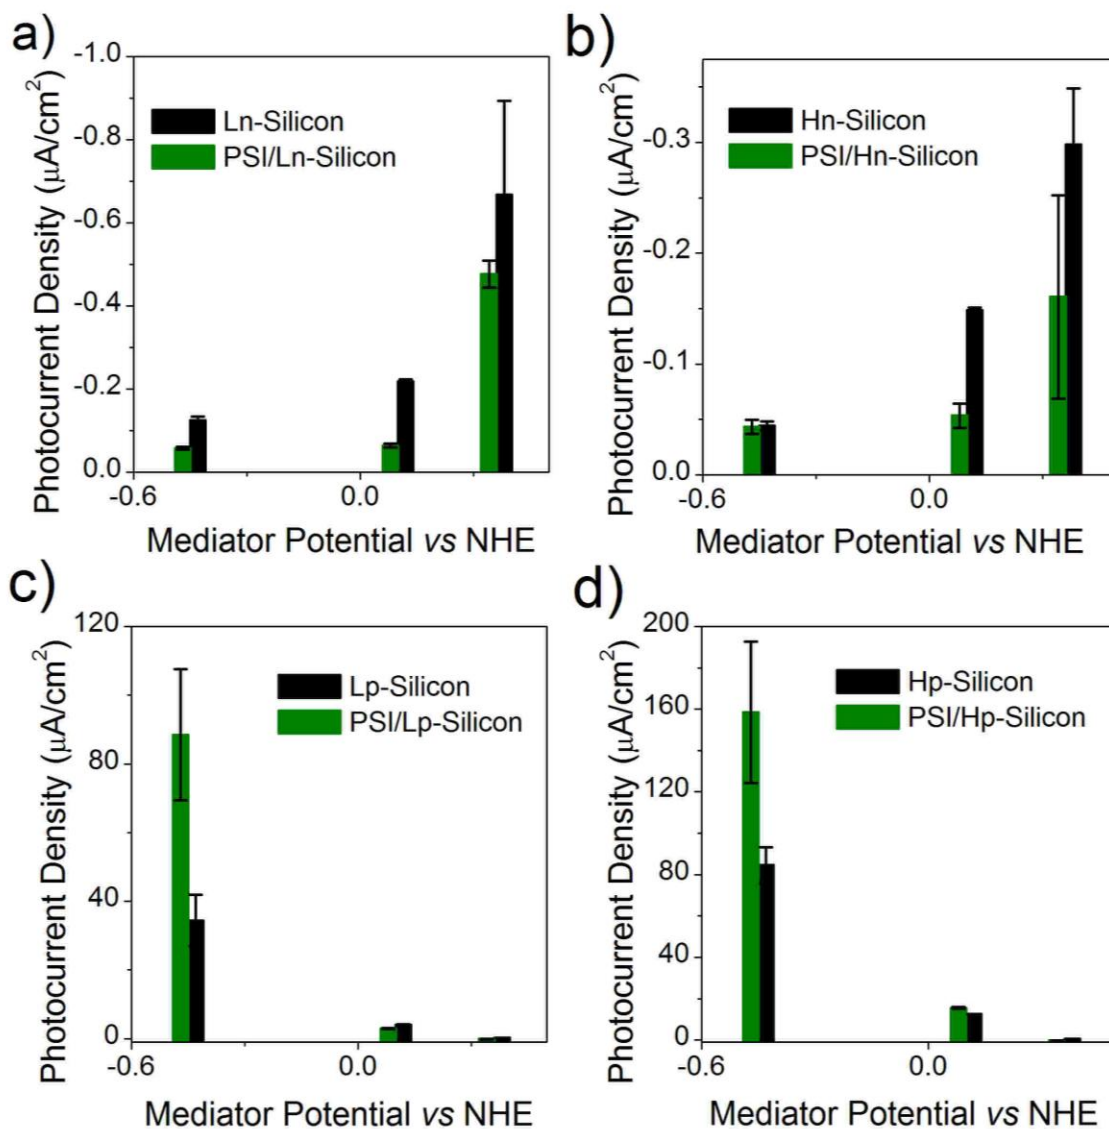 a)
-1.0
-0.8
-0.6
-0.4
-0.2
0.0
Ln-Silicon
PSI/Ln-Silicon
Photocurrent Density (μA/cm²)
-0.6
0.0
Mediator Potential vs NHE
b)
-0.3
-0.2
-0.1
0.0
Hn-Silicon
PSI/Hn-Silicon
Photocurrent Density (μA/cm²)
-0.6
0.0
Mediator Potential vs NHE
c)
120
80
40
0
Lp-Silicon
PSI/Lp-Silicon
Photocurrent Density (μA/cm²)
-0.6
0.0
Mediator Potential vs NHE
d)
200
160
120
80
40
0
Hp-Silicon
PSI/Hp-Silicon
Photocurrent Density (μA/cm²)
-0.6
0.0
Mediator Potential vs NHE